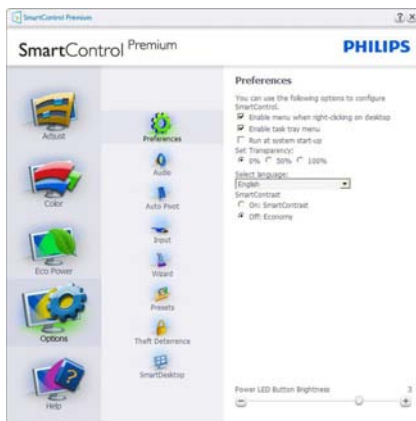 SmartControl Premium
SmartControl Premium
PHILIPS
Adjust
Color
Eco Power
Options
Help
Preferences
Audio
Auto Pivot
Input
Wizard
Presets
Theft Deterrence
SmartDesktop
Preferences
You can use the following options to configure
SmartControl.
Enable menu when right-clicking on desktop
Enable task tray menu
Run at system start-up
Set Transparency:
0% 50% 100%
Select language:
English
SmartContrast
On: SmartContrast
Off: Economy
Power LED Button Brightness 3